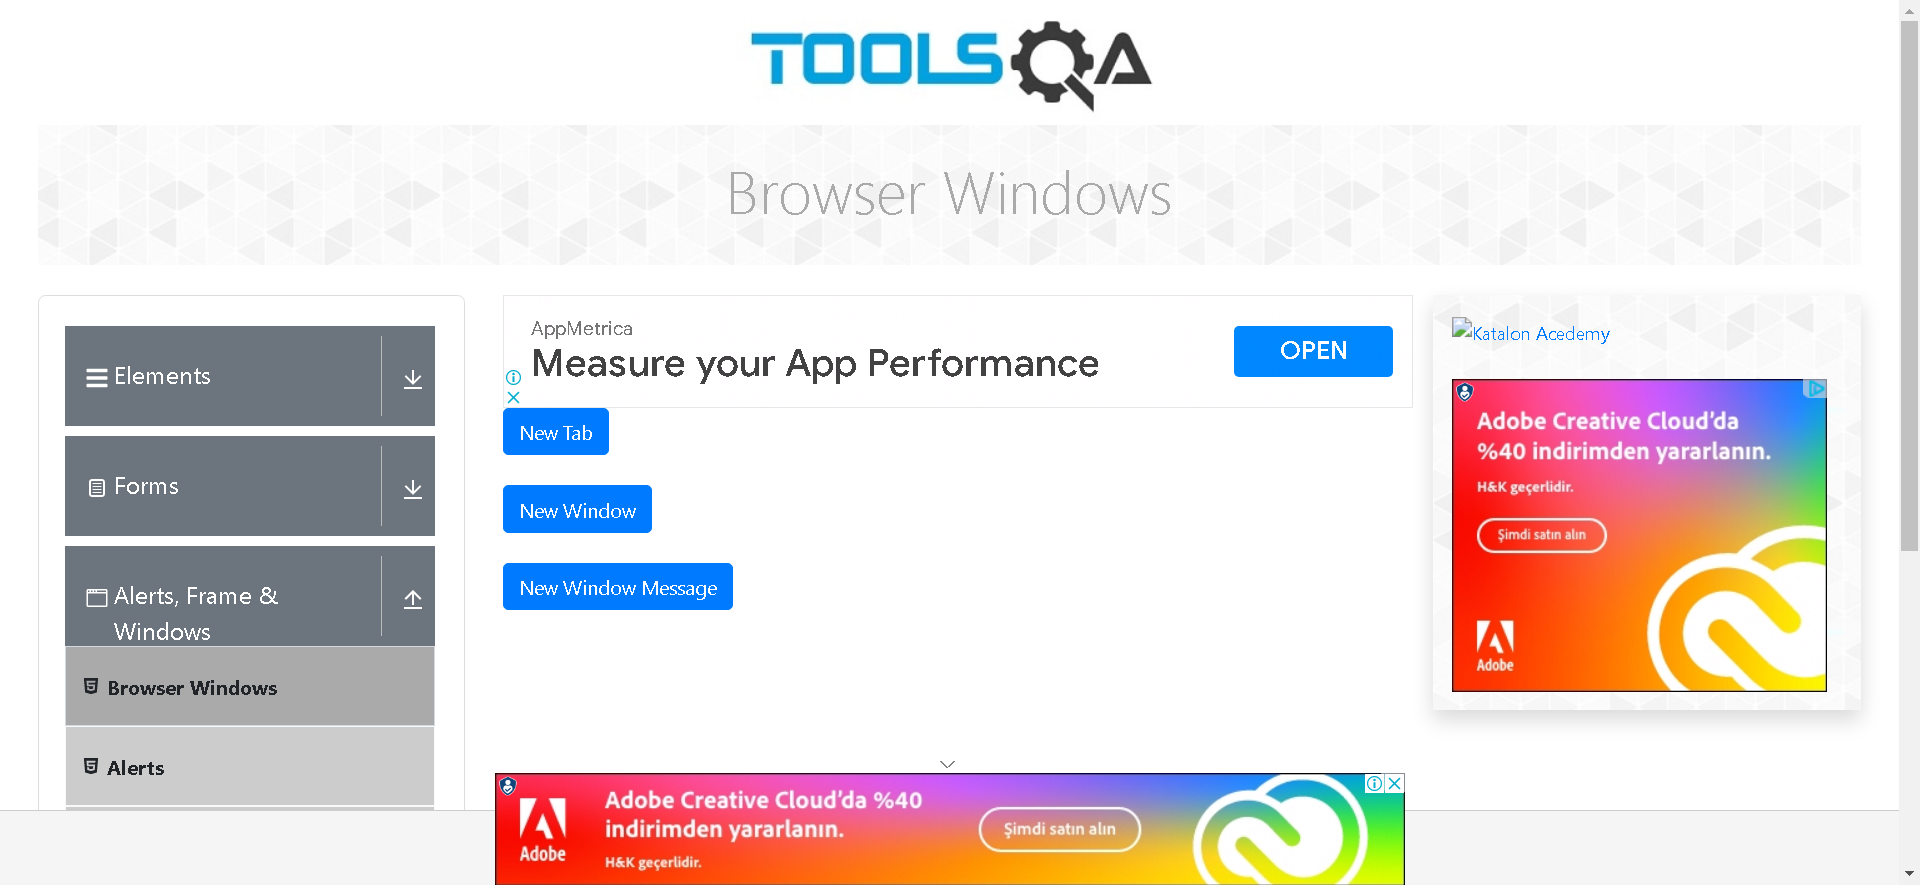 TOOLSQA
Browser Windows
Elements
Forms
Alerts, Frame &
Windows
Browser Windows
Alerts
AppMetrica
Measure your App Performance
OPEN
New Tab
New Window
New Window Message
Katalon Acedemy
Adobe Creative Cloud'da
%40 indirimden yararlanın.
H&K geçerlidir.
Şimdi satın alın
Adobe
Adobe Creative Cloud'da %40
indirimden yararlanın.
H&K geçerlidir.
Şimdi satın alın
Adobe